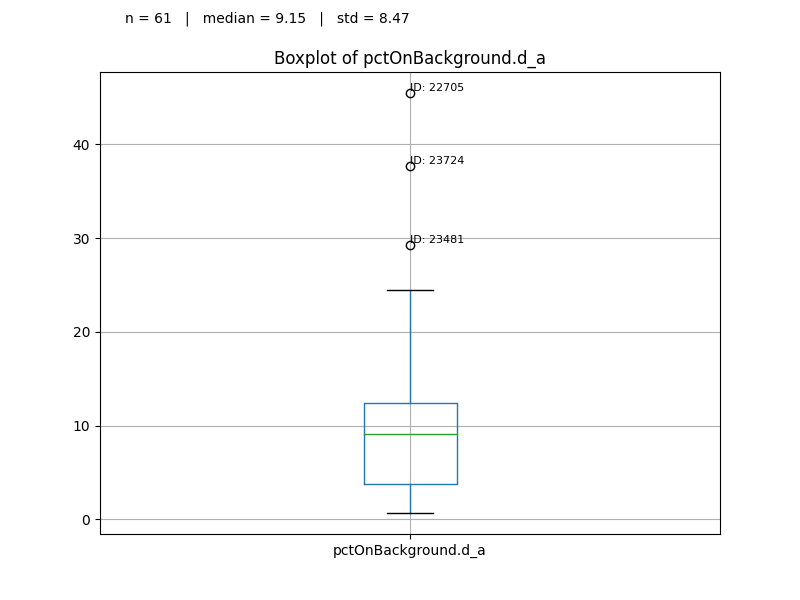 n = 61 | median = 9.15 | std = 8.47
Boxplot of pctOnBackground.d_a
ID: 22705
40
ID: 23724
30
ID: 23481
20
10
0
pctOnBackground.d_a